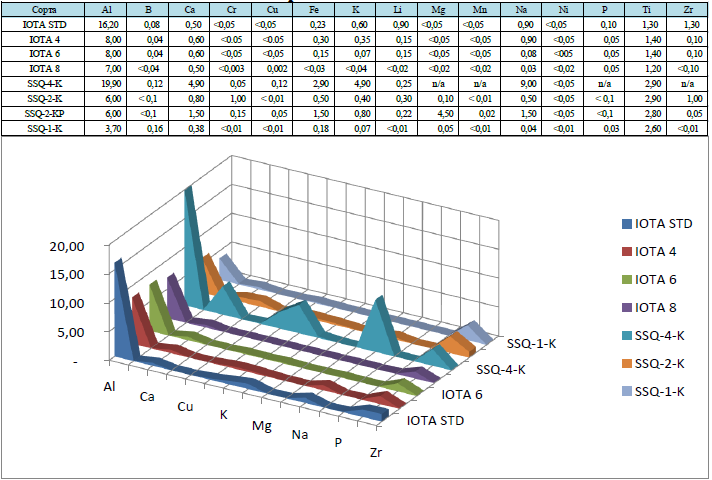 Сорта Al B Ca Cr Cu Fe K Li Mg Mn Na Ni P Ti Zr
IOTA STD 16,20 0,08 0,50 <0,05 <0,05 0,23 0,60 0,90 <0,05 <0,05 0,90 <0,05 0,10 1,30 1,30
IOTA 4 8,00 0,04 0,60 <0.05 <0.05 0,30 0,35 0,15 <0,05 <0,05 0,90 <0,05 0,05 1,40 0,10
IOTA 6 8,00 0,04 0,60 <0,05 <0,05 0,15 0,07 0,15 <0,05 <0,05 0,08 <005 0,05 1,40 0,10
IOTA 8 7,00 <0,04 0,50 <0,003 0,002 <0,03 <0,04 <0,02 <0,02 <0,02 0,03 <0,02 0,05 1,20 <0,10
SSQ-4-K 19,90 0,12 4,90 0,05 0,12 2,90 4,90 0,25 n/a n/a 9,00 <0,05 n/a 2,90 n/a
SSQ-2-K 6,00 < 0,1 0,80 1,00 < 0,01 0,50 0,40 0,30 0,10 < 0,01 0,50 <0,05 < 0,1 2,90 1,00
SSQ-2-KP 6,00 <0,1 1,50 0,15 0,05 1,50 0,80 0,22 4,50 0,02 1,50 <0,05 <0,1 2,80 0,05
SSQ-1-K 3,70 0,16 0,38 <0,01 <0,01 0,18 0,07 <0,01 0,05 <0,01 0,04 <0,01 0,03 2,60 <0,01
20,00
15,00
10,00
5,00
-
Al
Ca
Cu
K
Mg
Na
P
Zr
IOTA STD
IOTA 6
SSQ-4-K
SSQ-1-K
IOTA STD
IOTA 4
IOTA 6
IOTA 8
SSQ-4-K
SSQ-2-K
SSQ-1-K